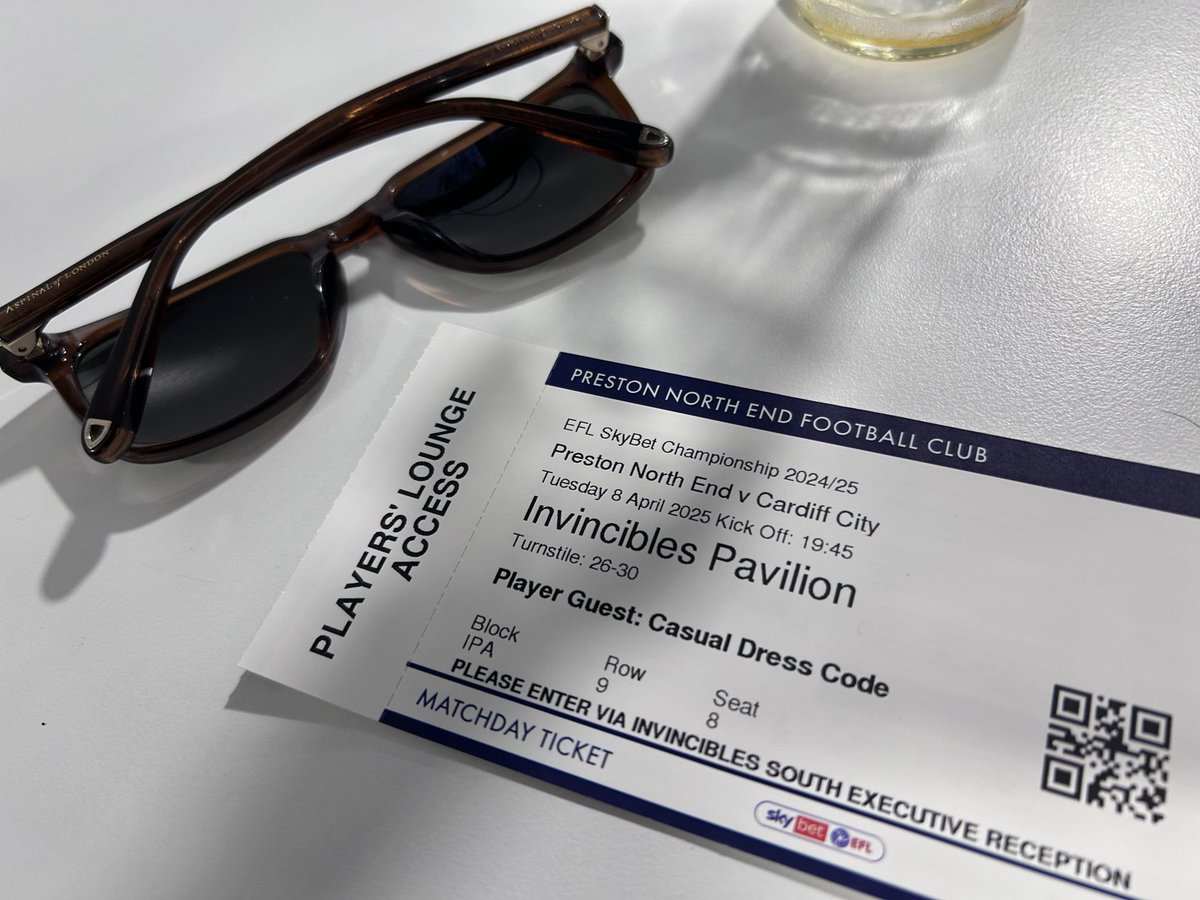 ASPINAL of LONDON
PLAYERS' LOUNGE
ACCESS
PRESTON NORTH END FOOTBALL CLUB
EFL SkyBet Championship 2024/25
Preston North End v Cardiff City
Tuesday 8 April 2025 Kick Off: 19:45
Invincibles Pavilion
Turnstile: 26-30
Player Guest: Casual Dress Code
Block Row Seat
IPA 9 8
PLEASE ENTER VIA INVINCIBLES SOUTH EXECUTIVE RECEPTION
MATCHDAY TICKET
sky bet EFL